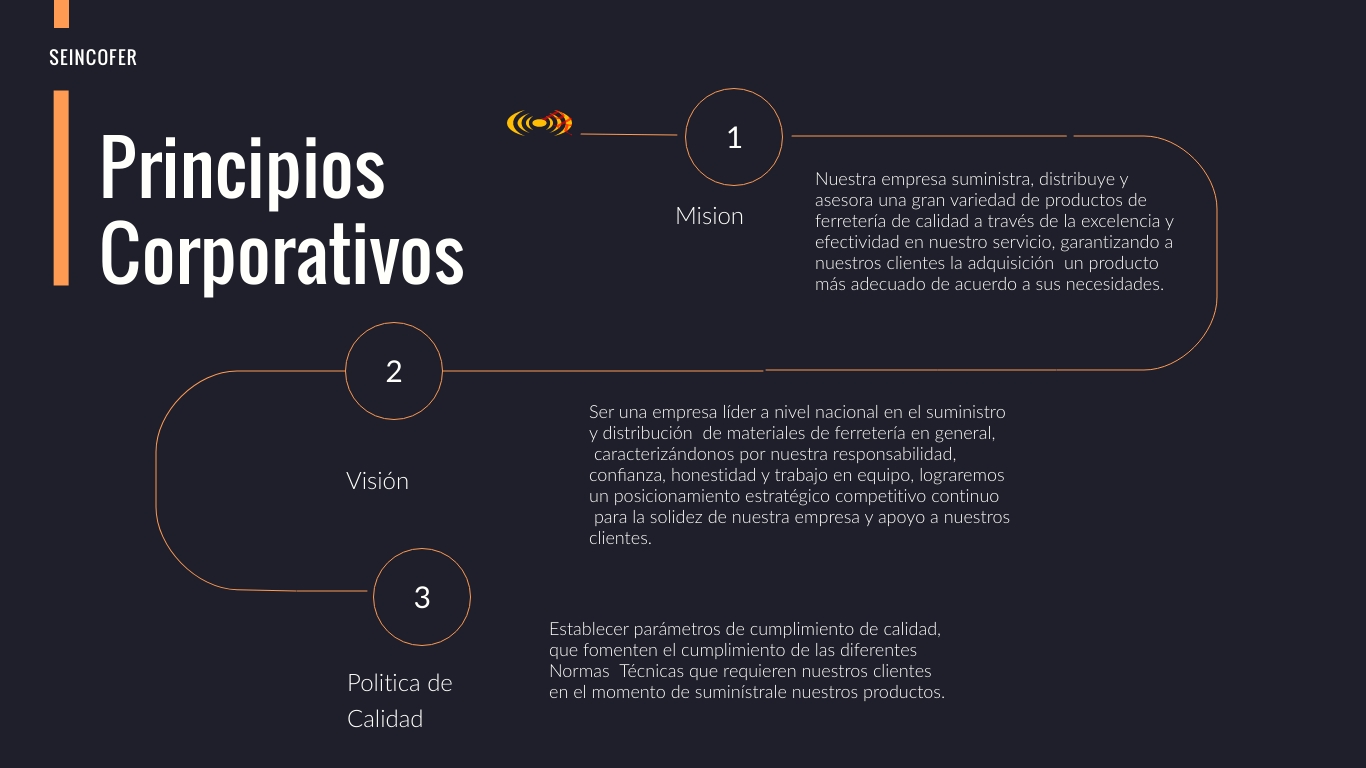 SEINCOFER
Principios
Corporativos
1
Mision
Nuestra empresa suministra, distribuye y
asesora una gran variedad de productos de
ferretería de calidad a través de la excelencia y
efectividad en nuestro servicio, garantizando a
nuestros clientes la adquisición  un producto
más adecuado de acuerdo a sus necesidades.
2
Visión
Ser una empresa líder a nivel nacional en el suministro
y distribución  de materiales de ferretería en general,
caracterizándonos por nuestra responsabilidad,
confianza, honestidad y trabajo en equipo, lograremos
un posicionamiento estratégico competitivo continuo
para la solidez de nuestra empresa y apoyo a nuestros
clientes.
3
Politica de
Calidad
Establecer parámetros de cumplimiento de calidad,
que fomenten el cumplimiento de las diferentes
Normas  Técnicas que requieren nuestros clientes
en el momento de suminístrale nuestros productos.